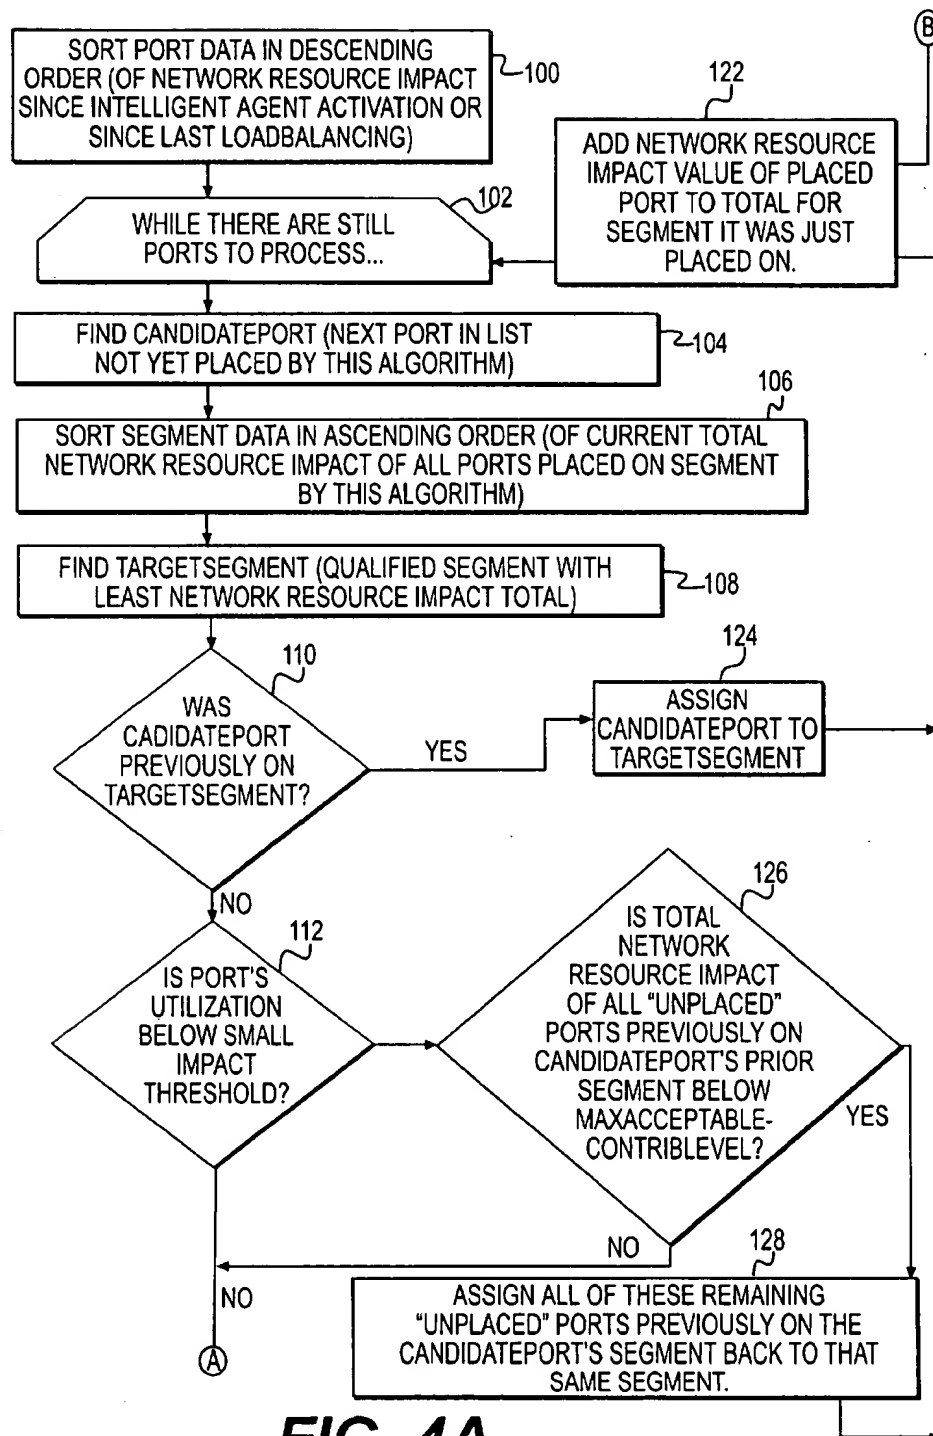 SORT PORT DATA IN DESCENDING
ORDER (OF NETWORK RESOURCE IMPACT
SINCE INTELLIGENT AGENT ACTIVATION OR
SINCE LAST LOADBALANCING)
100
B
122
ADD NETWORK RESOURCE
IMPACT VALUE OF PLACED
PORT TO TOTAL FOR
SEGMENT IT WAS JUST
PLACED ON.
102
WHILE THERE ARE STILL
PORTS TO PROCESS...
FIND CANDIDATEPORT (NEXT PORT IN LIST
NOT YET PLACED BY THIS ALGORITHM)
104
106
SORT SEGMENT DATA IN ASCENDING ORDER (OF CURRENT TOTAL
NETWORK RESOURCE IMPACT OF ALL PORTS PLACED ON SEGMENT
BY THIS ALGORITHM)
FIND TARGETSEGMENT (QUALIFIED SEGMENT WITH
LEAST NETWORK RESOURCE IMPACT TOTAL)
108
110
WAS
CADIDATEPORT
PREVIOUSLY ON
TARGETSEGMENT?
YES
124
ASSIGN
CANDIDATEPORT TO
TARGETSEGMENT
NO
112
IS PORT'S
UTILIZATION
BELOW SMALL
IMPACT
THRESHOLD?
126
IS TOTAL
NETWORK
RESOURCE IMPACT
OF ALL "UNPLACED"
PORTS PREVIOUSLY ON
CANDIDATEPORT'S PRIOR
SEGMENT BELOW
MAXACCEPTABLE-
CONTRIBLEVEL?
YES
NO
NO
A
128
ASSIGN ALL OF THESE REMAINING
"UNPLACED" PORTS PREVIOUSLY ON THE
CANDIDATEPORT'S SEGMENT BACK TO THAT
SAME SEGMENT.
FIG. 4A